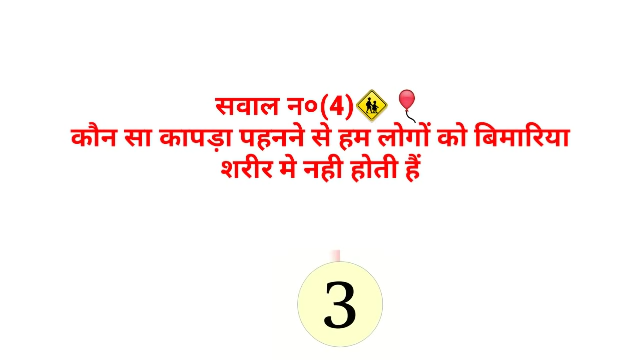 सवाल न०(4)🚸🎈
कौन सा कापड़ा पहनने से हम लोगों को बिमारिया
शरीर मे नही होती हैं
3